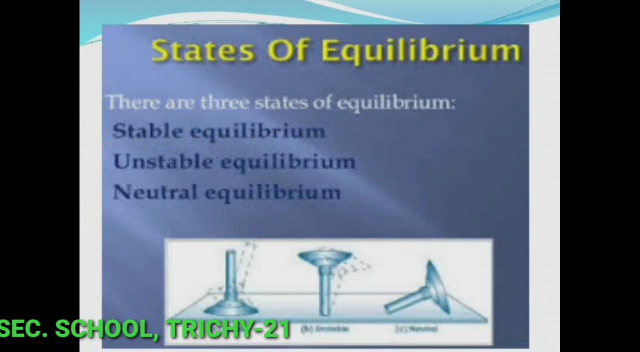 States Of Equilibrium
There are three states of equilibrium:
Stable equilibrium
Unstable equilibrium
Neutral equilibrium
SEC. SCHOOL, TRICHY-21
(b) Unstable
(c) Neutral